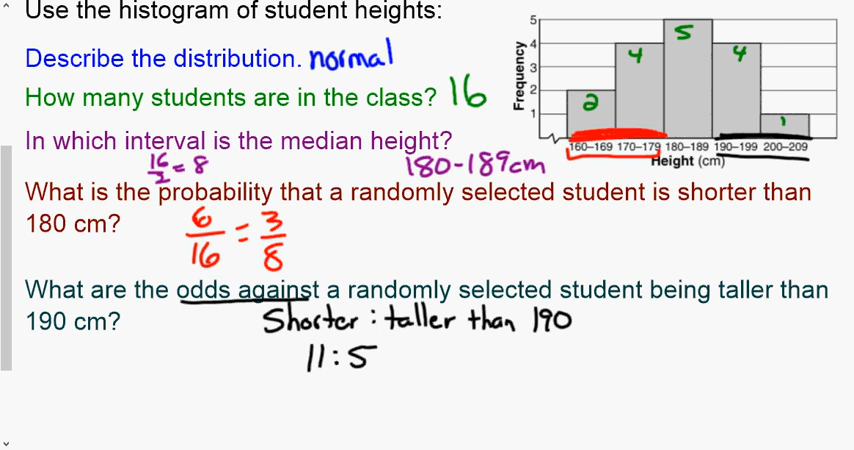 Use the histogram of student heights:
Describe the distribution. normal
How many students are in the class? 16
In which interval is the median height?
16/2 = 8
180-189cm
What is the probability that a randomly selected student is shorter than
180 cm?
6/16 = 3/8
What are the odds against a randomly selected student being taller than
190 cm?
Shorter : taller than 190
11:5
Frequency
5
4
3
2
1
2
4
5
4
1
160–169 170–179 180–189 190–199 200–209
Height (cm)